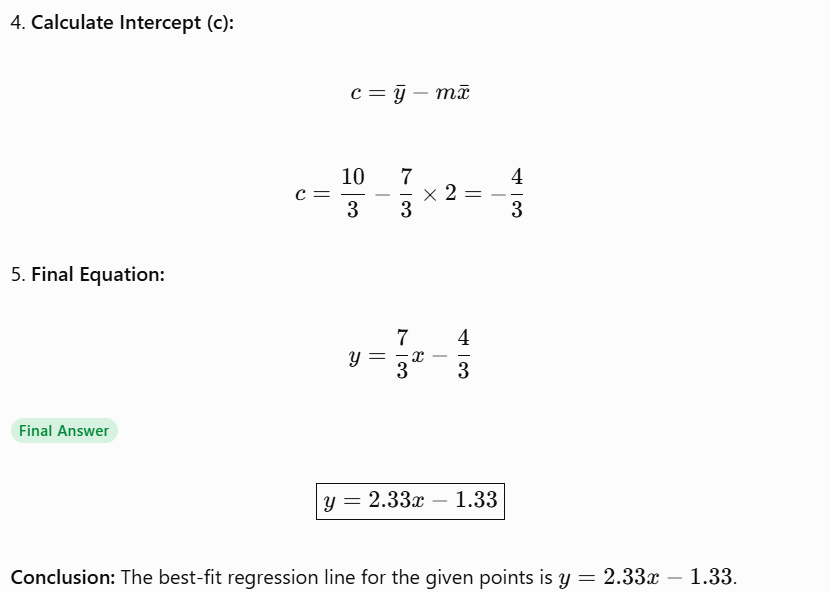 4. Calculate Intercept (c):
c = ȳ − mx̄
c = 10/3 − 7/3 × 2 = −4/3
5. Final Equation:
y = 7/3 x − 4/3
Final Answer
y = 2.33x − 1.33
Conclusion: The best-fit regression line for the given points is y = 2.33x − 1.33.